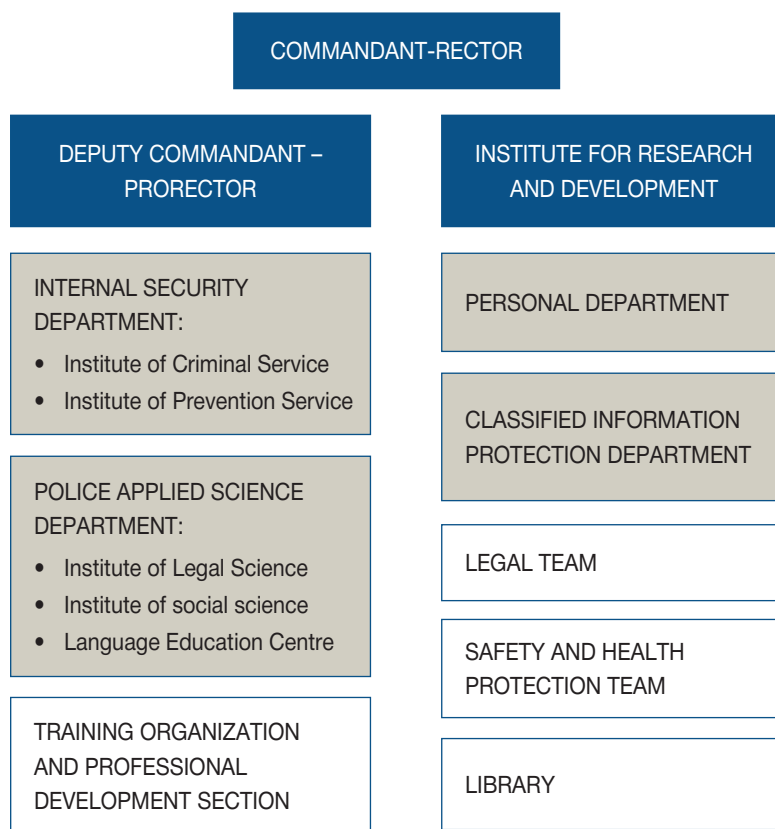 COMMANDANT-RECTOR
DEPUTY COMMANDANT –
PRORECTOR
INTERNAL SECURITY
DEPARTMENT:
• Institute of Criminal Service
• Institute of Prevention Service
POLICE APPLIED SCIENCE
DEPARTMENT:
• Institute of Legal Science
• Institute of social science
• Language Education Centre
TRAINING ORGANIZATION
AND PROFESSIONAL
DEVELOPMENT SECTION
INSTITUTE FOR RESEARCH
AND DEVELOPMENT
PERSONAL DEPARTMENT
CLASSIFIED INFORMATION
PROTECTION DEPARTMENT
LEGAL TEAM
SAFETY AND HEALTH
PROTECTION TEAM
LIBRARY